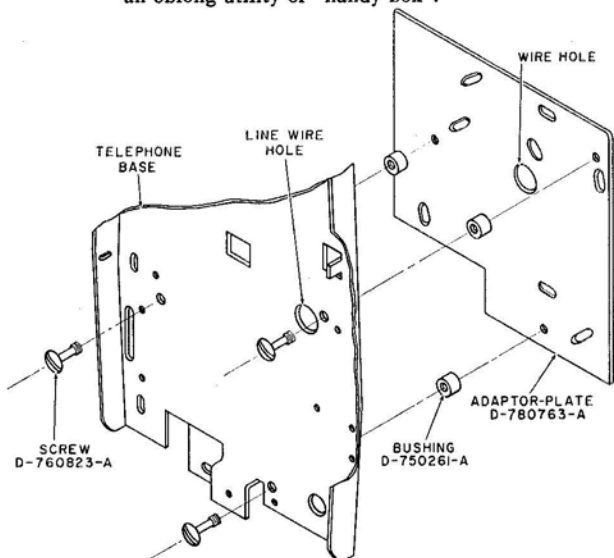 an oblong utility or "handy box".
WIRE HOLE
LINE WIRE
HOLE
TELEPHONE
BASE
SCREW
D-760823-A
BUSHING
D-750261-A
ADAPTOR-PLATE
D-780763-A